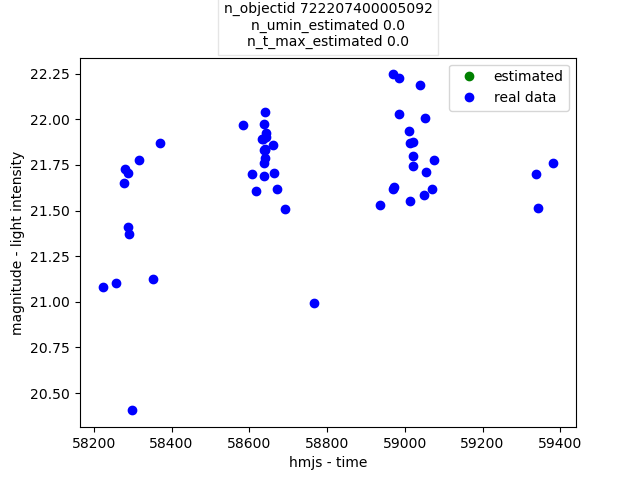 n_objectid 722207400005092
n_umin_estimated 0.0
n_t_max_estimated 0.0
estimated
real data
magnitude - light intensity
22.25
22.00
21.75
21.50
21.25
21.00
20.75
20.50
58200 58400 58600 58800 59000 59200 59400
hmjs - time